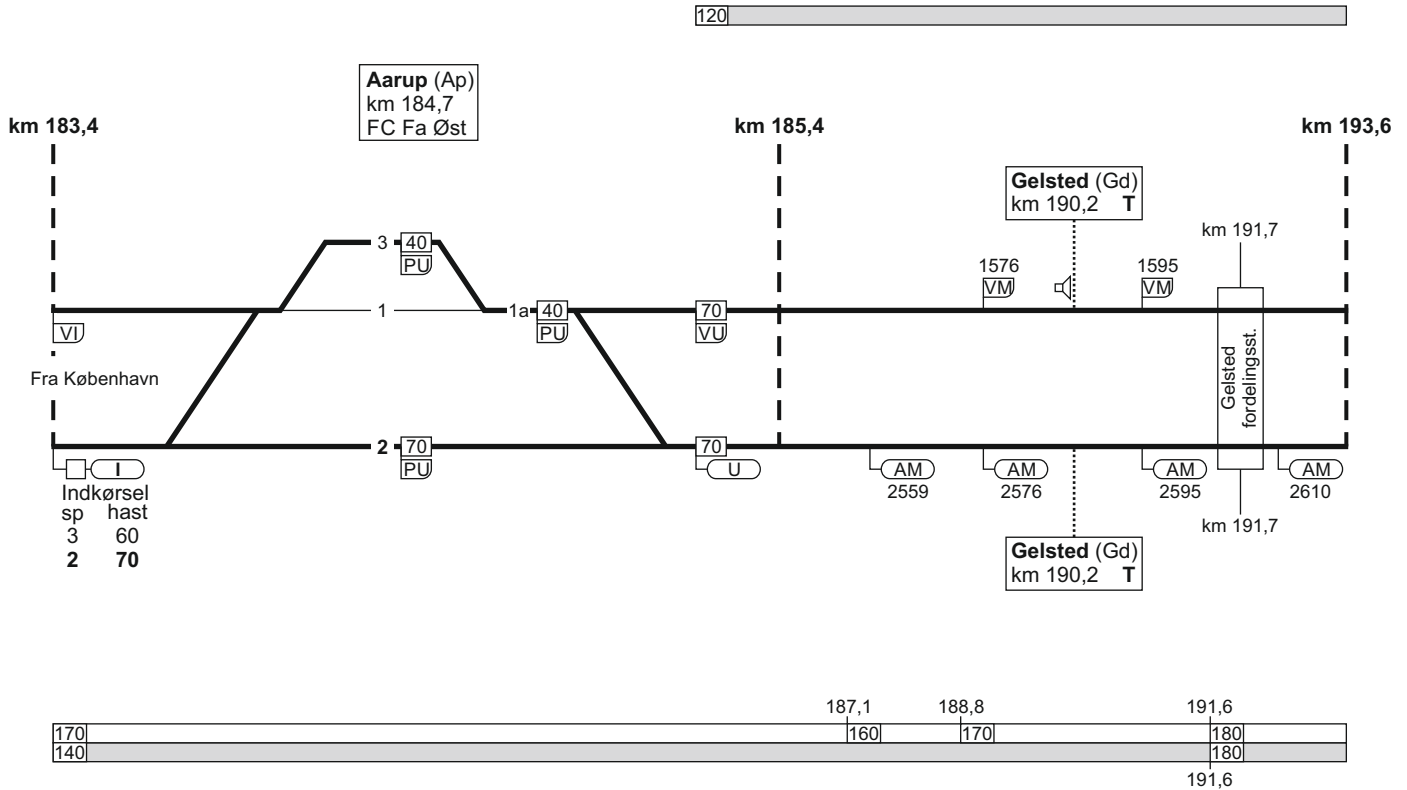 120
Aarup (Ap)
km 184,7
FC Fa Øst
km 183,4
km 185,4
km 193,6
Gelsted (Gd)
km 190,2 T
km 191,7
3 40
PU
1576
VM
1595
VM
1
1a 40
PU
70
VU
VI
Fra København
Gelsted
fordelingsst.
2 70
PU
70
U
I
Indkørsel
sp hast
3 60
2 70
AM
2559
AM
2576
AM
2595
AM
2610
km 191,7
Gelsted (Gd)
km 190,2 T
187,1 188,8 191,6
170 160 170 180
140 180
191,6